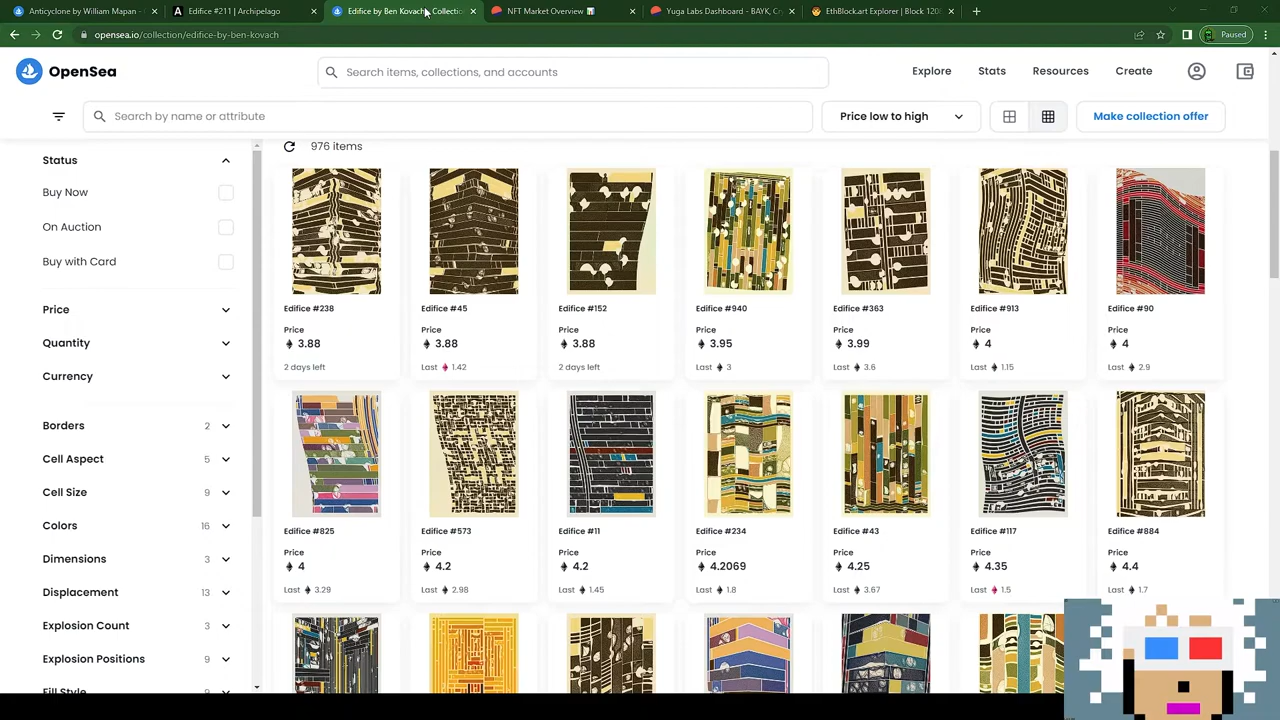 Anticyclone by William Mapan -
Edifice #211 | Archipelago
Edifice by Ben Kovach - Collectio
NFT Market Overview
Yuga Labs Dashboard - BAYC, Cr
EthBlock.art Explorer | Block 1208
opensea.io/collection/edifice-by-ben-kovach
Paused
OpenSea
Search items, collections, and accounts
Explore
Stats
Resources
Create
Search by name or attribute
Price low to high
Make collection offer
Status
976 items
Buy Now
On Auction
Buy with Card
Price
Quantity
Currency
Borders 2
Cell Aspect 5
Cell Size 9
Colors 16
Dimensions 3
Displacement 13
Explosion Count 3
Explosion Positions 9
Fill Style 9
Edifice #238
Price
3.88
2 days left
Edifice #45
Price
3.88
Last 1.42
Edifice #152
Price
3.88
2 days left
Edifice #940
Price
3.95
Last 3
Edifice #363
Price
3.99
Last 3.6
Edifice #913
Price
4
Last 1.15
Edifice #90
Price
4
Last 2.9
Edifice #825
Price
4
Last 3.29
Edifice #573
Price
4.2
Last 2.98
Edifice #11
Price
4.2
Last 1.45
Edifice #234
Price
4.2069
Last 1.8
Edifice #43
Price
4.25
Last 3.67
Edifice #117
Price
4.35
Last 1.5
Edifice #884
Price
4.4
Last 1.7